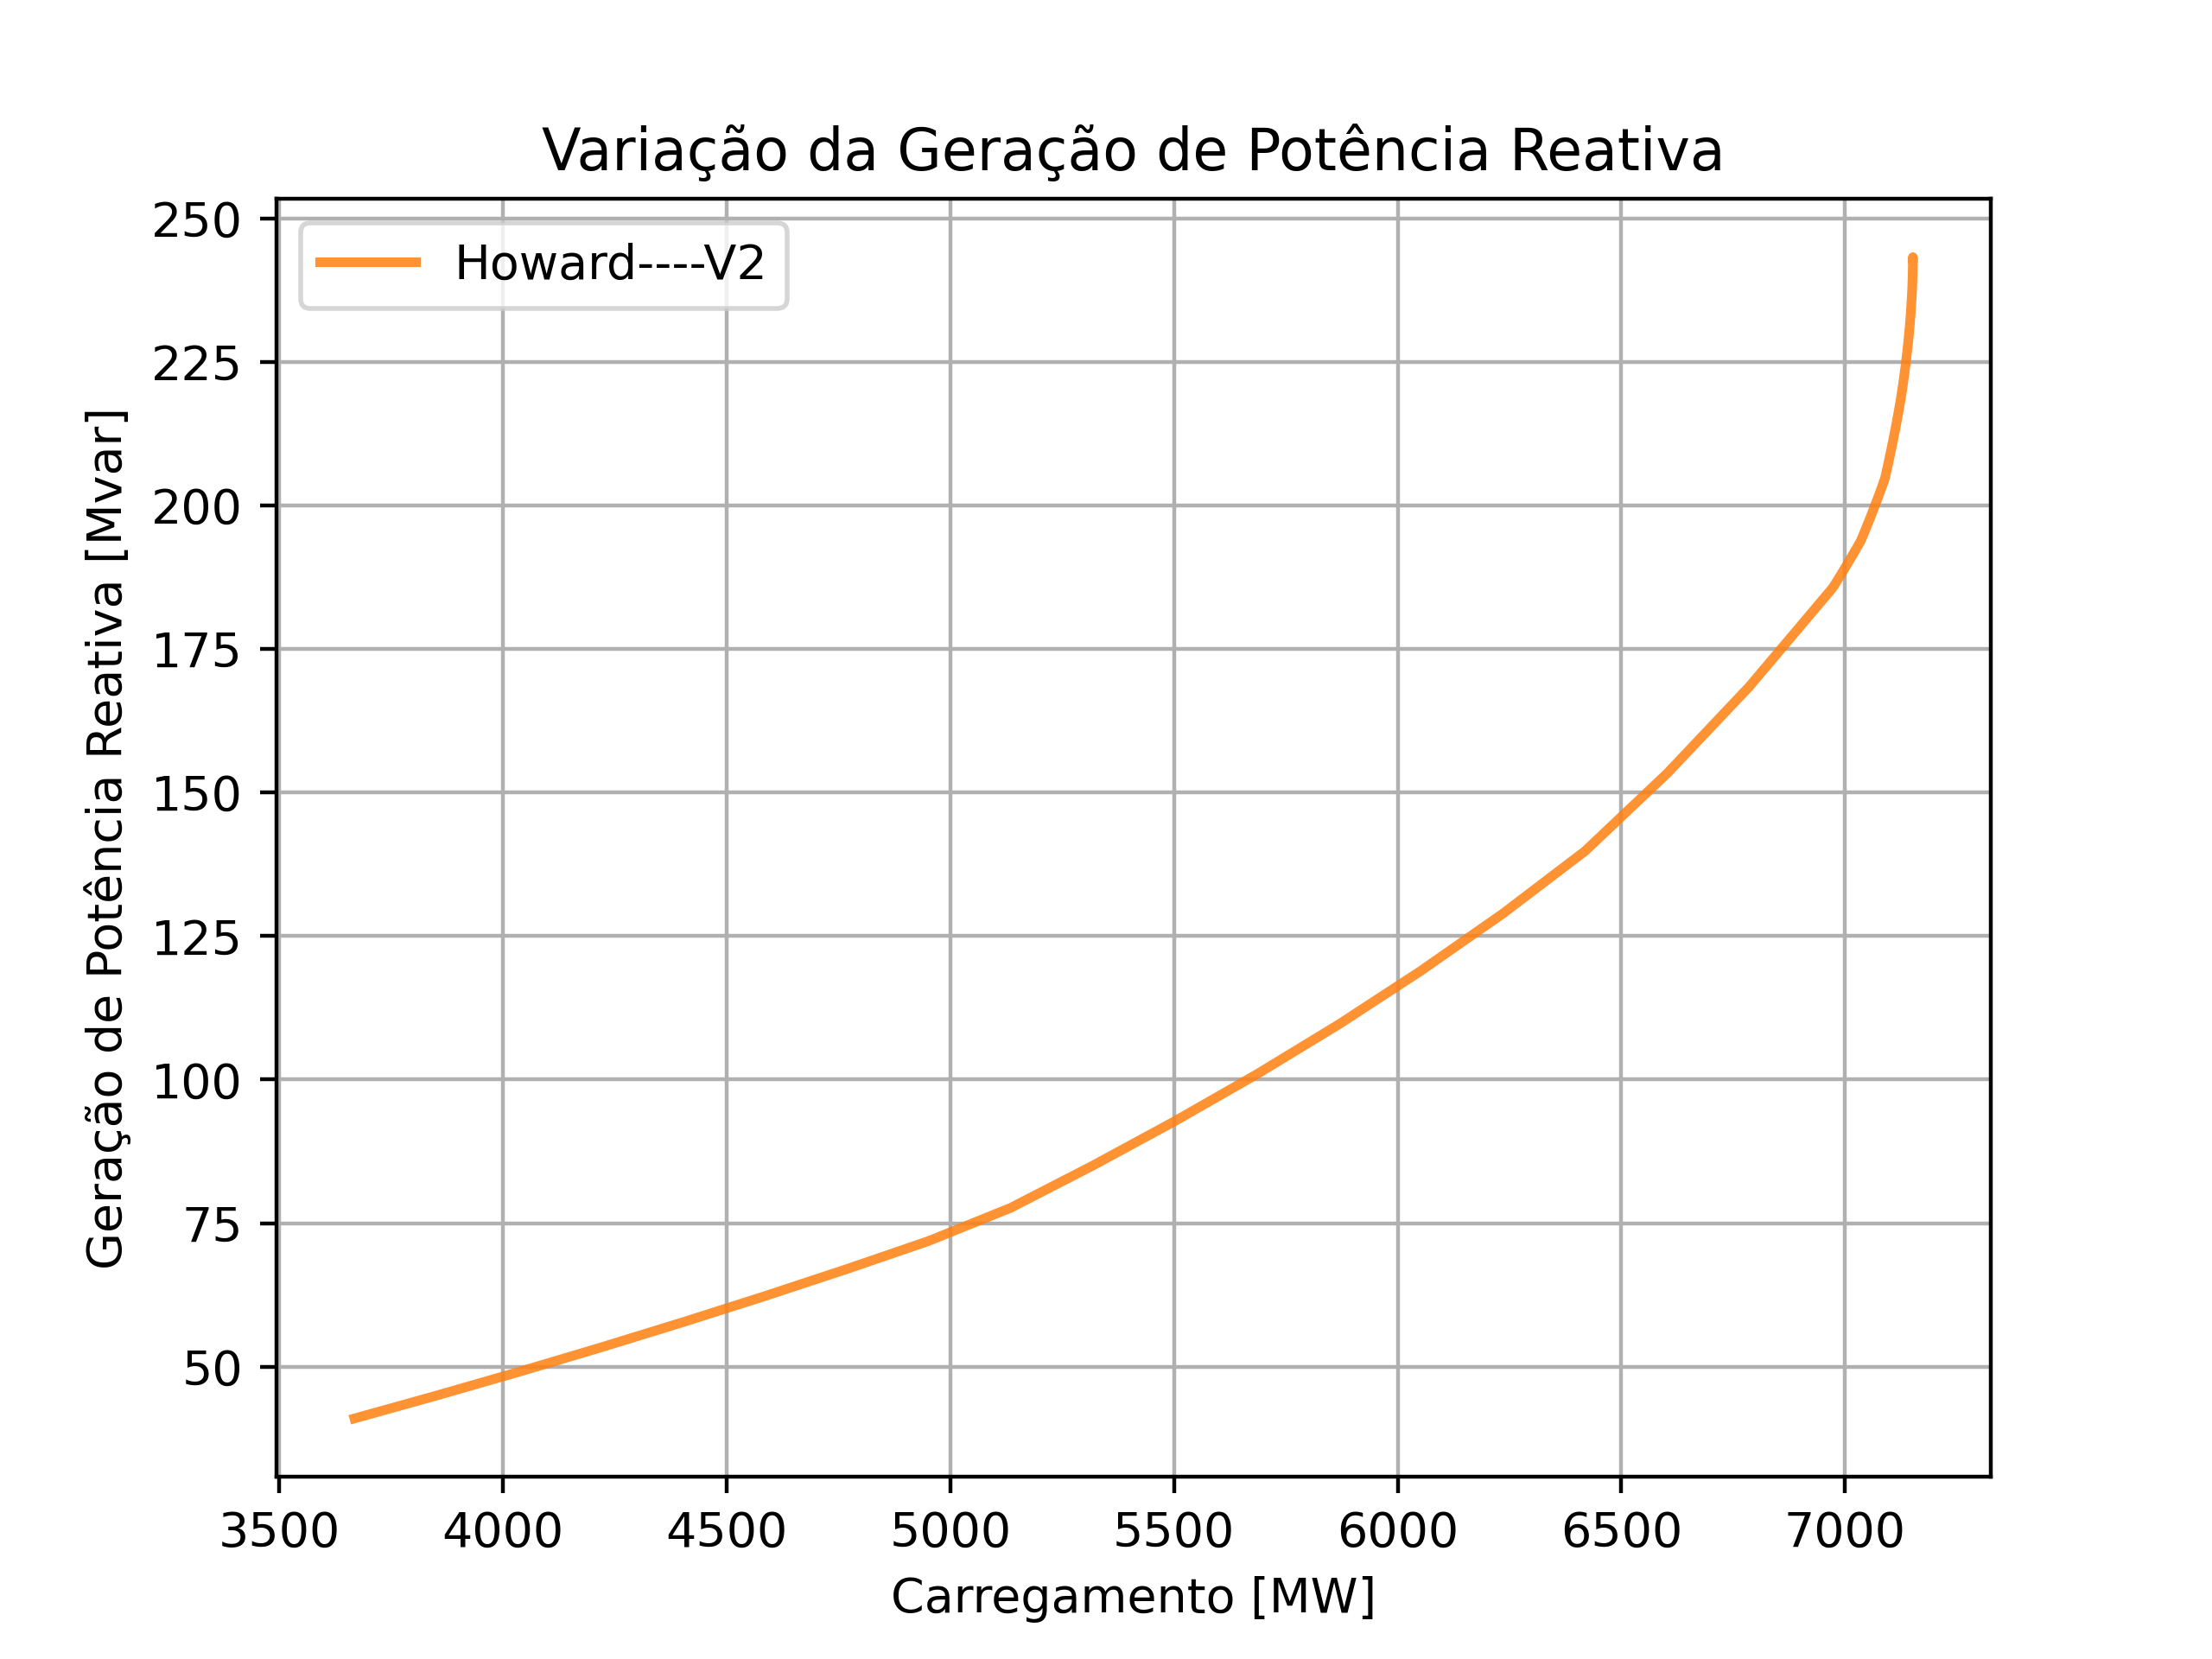 Variação da Geração de Potência Reativa
Howard----V2
Geração de Potência Reativa [Mvar]
250
225
200
175
150
125
100
75
50
3500 4000 4500 5000 5500 6000 6500 7000
Carregamento [MW]